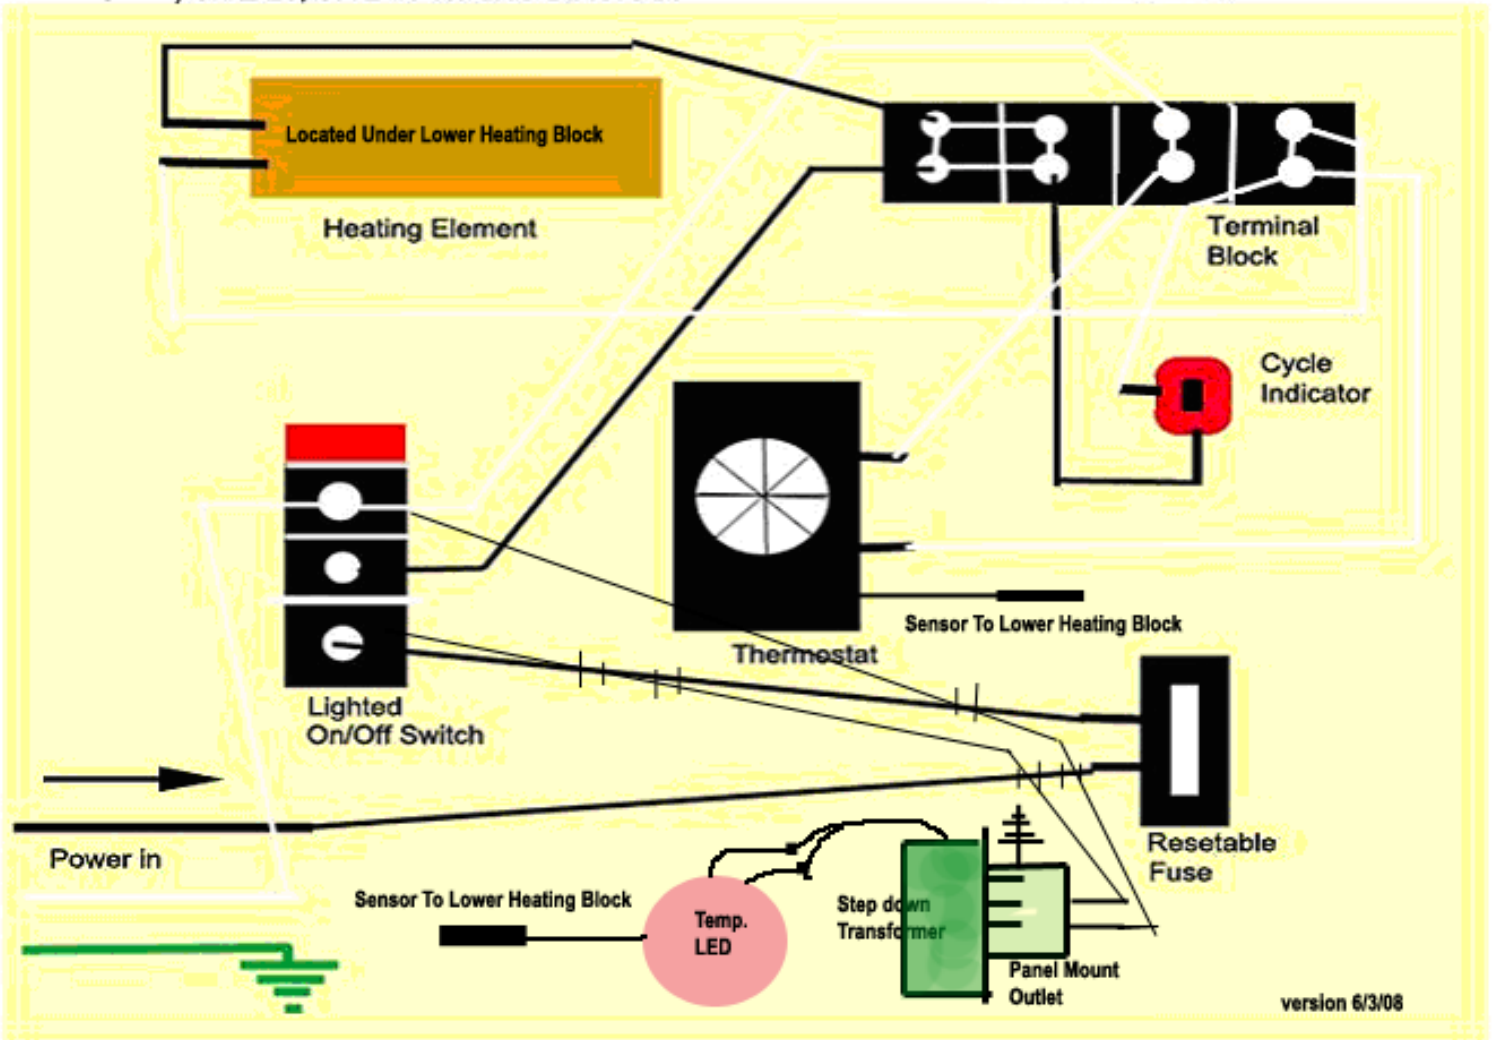 Located Under Lower Heating Block
Heating Element
Terminal
Block
Cycle
Indicator
Sensor To Lower Heating Block
Thermostat
Lighted
On/Off Switch
Power in
Resetable
Fuse
Sensor To Lower Heating Block
Temp.
LED
Step down
Transformer
Panel Mount
Outlet
version 6/3/08